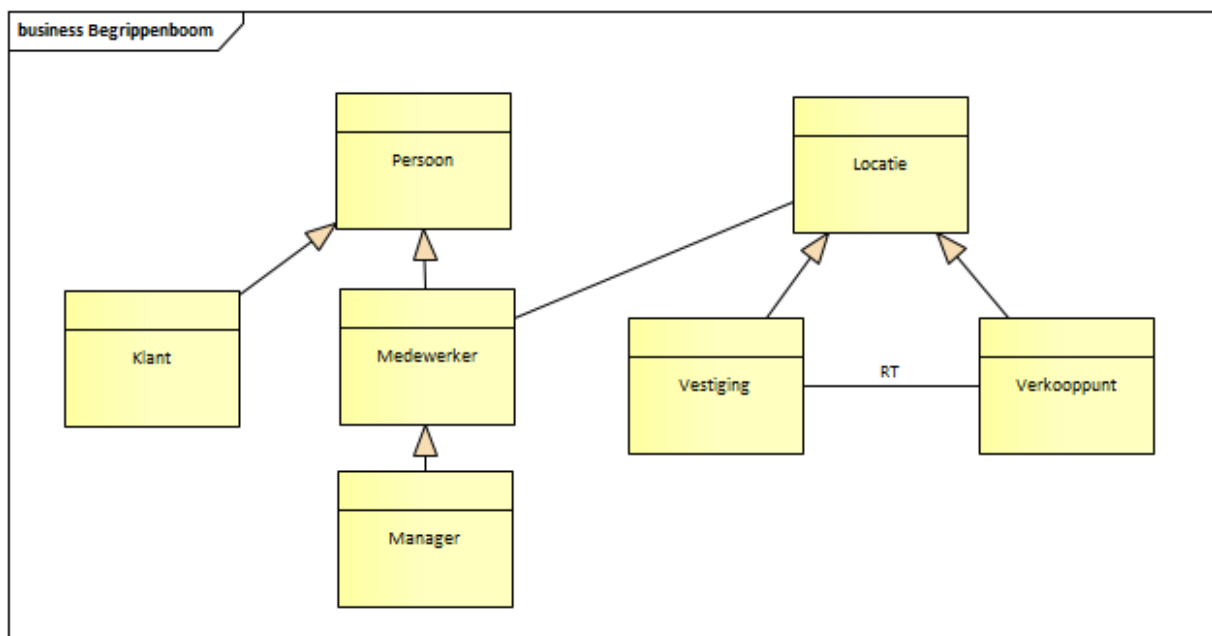 business Begrippenboom
Persoon
Locatie
Klant
Medewerker
Vestiging
RT
Verkooppunt
Manager